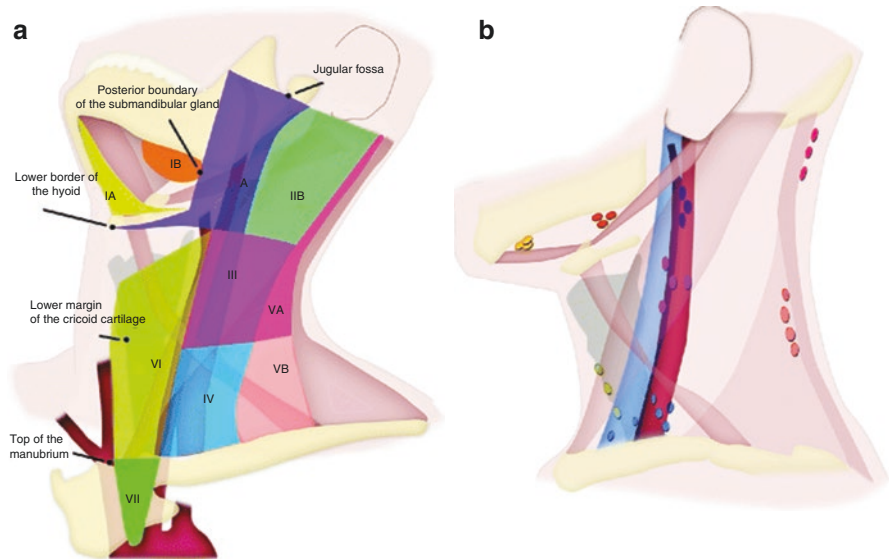 a
b
Jugular fossa
Posterior boundary
of the submandibular gland
IB
Lower border of
the hyoid
IA
A
IIB
III
Lower margin
of the cricoid cartilage
VA
VI
VB
IV
Top of the
manubrium
VII